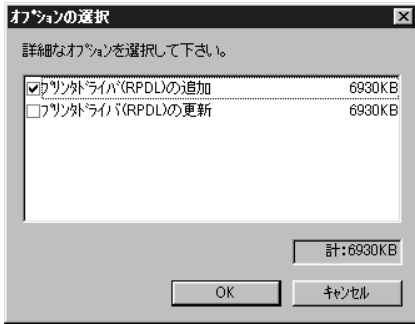 ｵﾌﾟｼｮﾝの選択
詳細なｵﾌﾟｼｮﾝを選択して下さい。
ﾌﾟﾘﾝﾀﾄﾞﾗｲﾊﾞ(RPDL)の追加 6930KB
ﾌﾟﾘﾝﾀﾄﾞﾗｲﾊﾞ(RPDL)の更新 6930KB
計:6930KB
OK ｷｬﾝｾﾙ